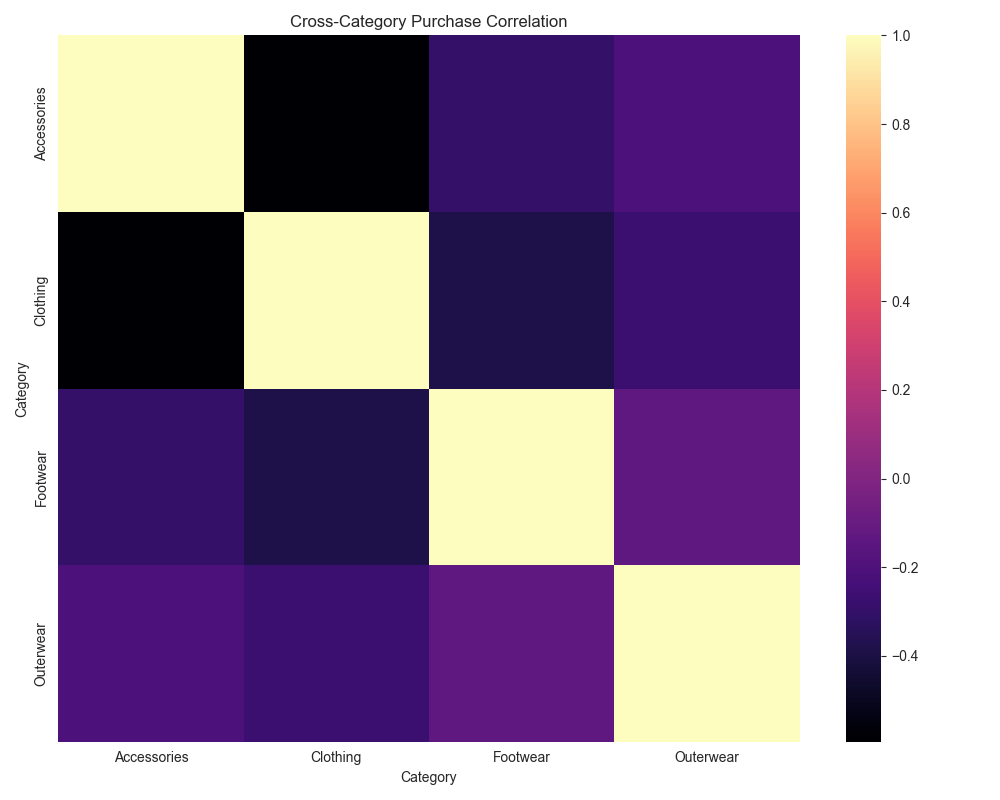 Cross-Category Purchase Correlation
Category
Accessories
Clothing
Footwear
Outerwear
Accessories Clothing Footwear Outerwear
Category
1.0
0.8
0.6
0.4
0.2
0.0
−0.2
−0.4